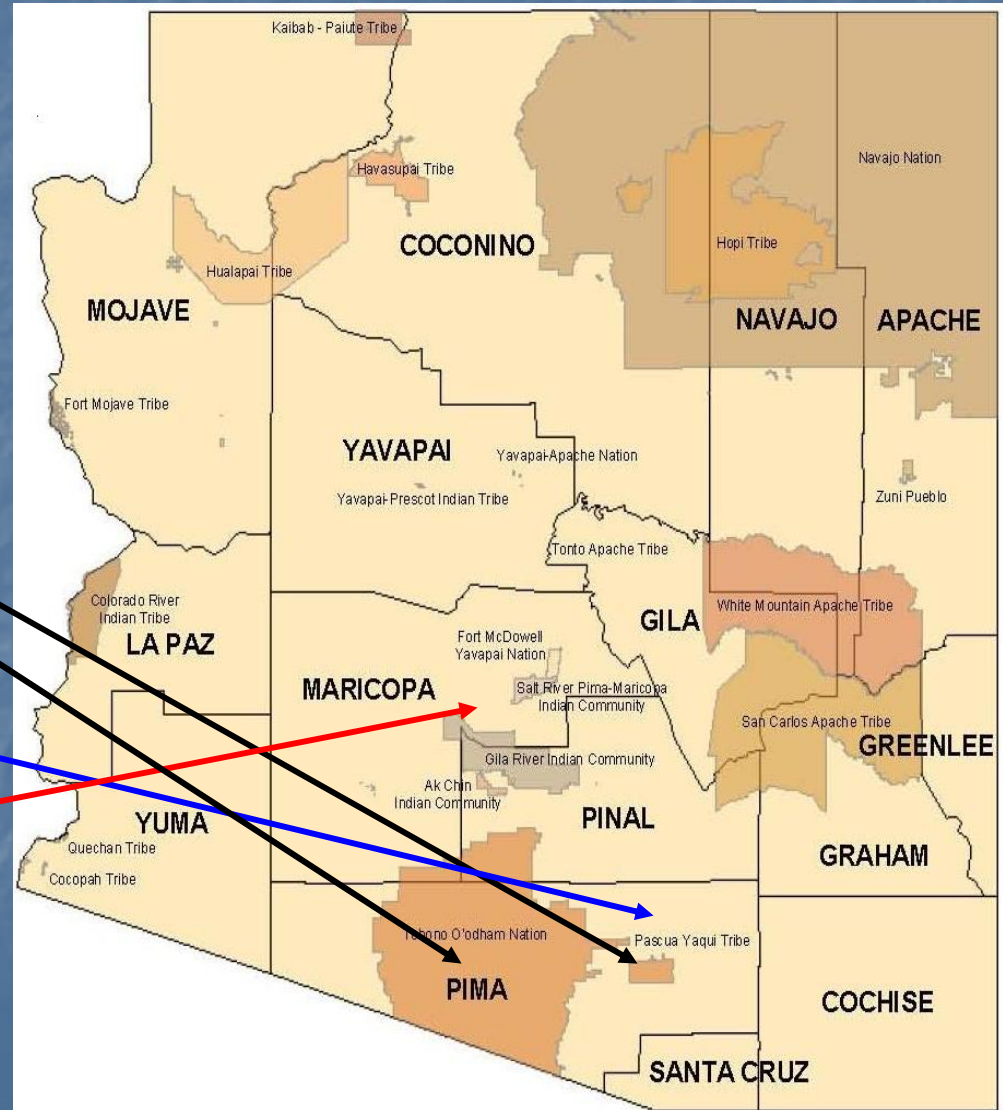 Kaibab - Paiute Tribe
Navajo Nation
Havasupai Tribe
COCONINO
Hopi Tribe
Hualapai Tribe
MOJAVE
NAVAJO
APACHE
Fort Mojave Tribe
YAVAPAI
Yavapai-Apache Nation
Yavapai-Prescot Indian Tribe
Zuni Pueblo
Tonto Apache Tribe
Colorado River
Indian Tribe
White Mountain Apache Tribe
GILA
LA PAZ
Fort McDowell
Yavapai Nation
MARICOPA
Salt River Pima-Maricopa
Indian Community
San Carlos Apache Tribe
GREENLEE
Gila River Indian Community
Ak Chin
Indian Community
YUMA
PINAL
Quechan Tribe
GRAHAM
Cocopah Tribe
Tohono O'odham Nation
Pascua Yaqui Tribe
PIMA
COCHISE
SANTA CRUZ